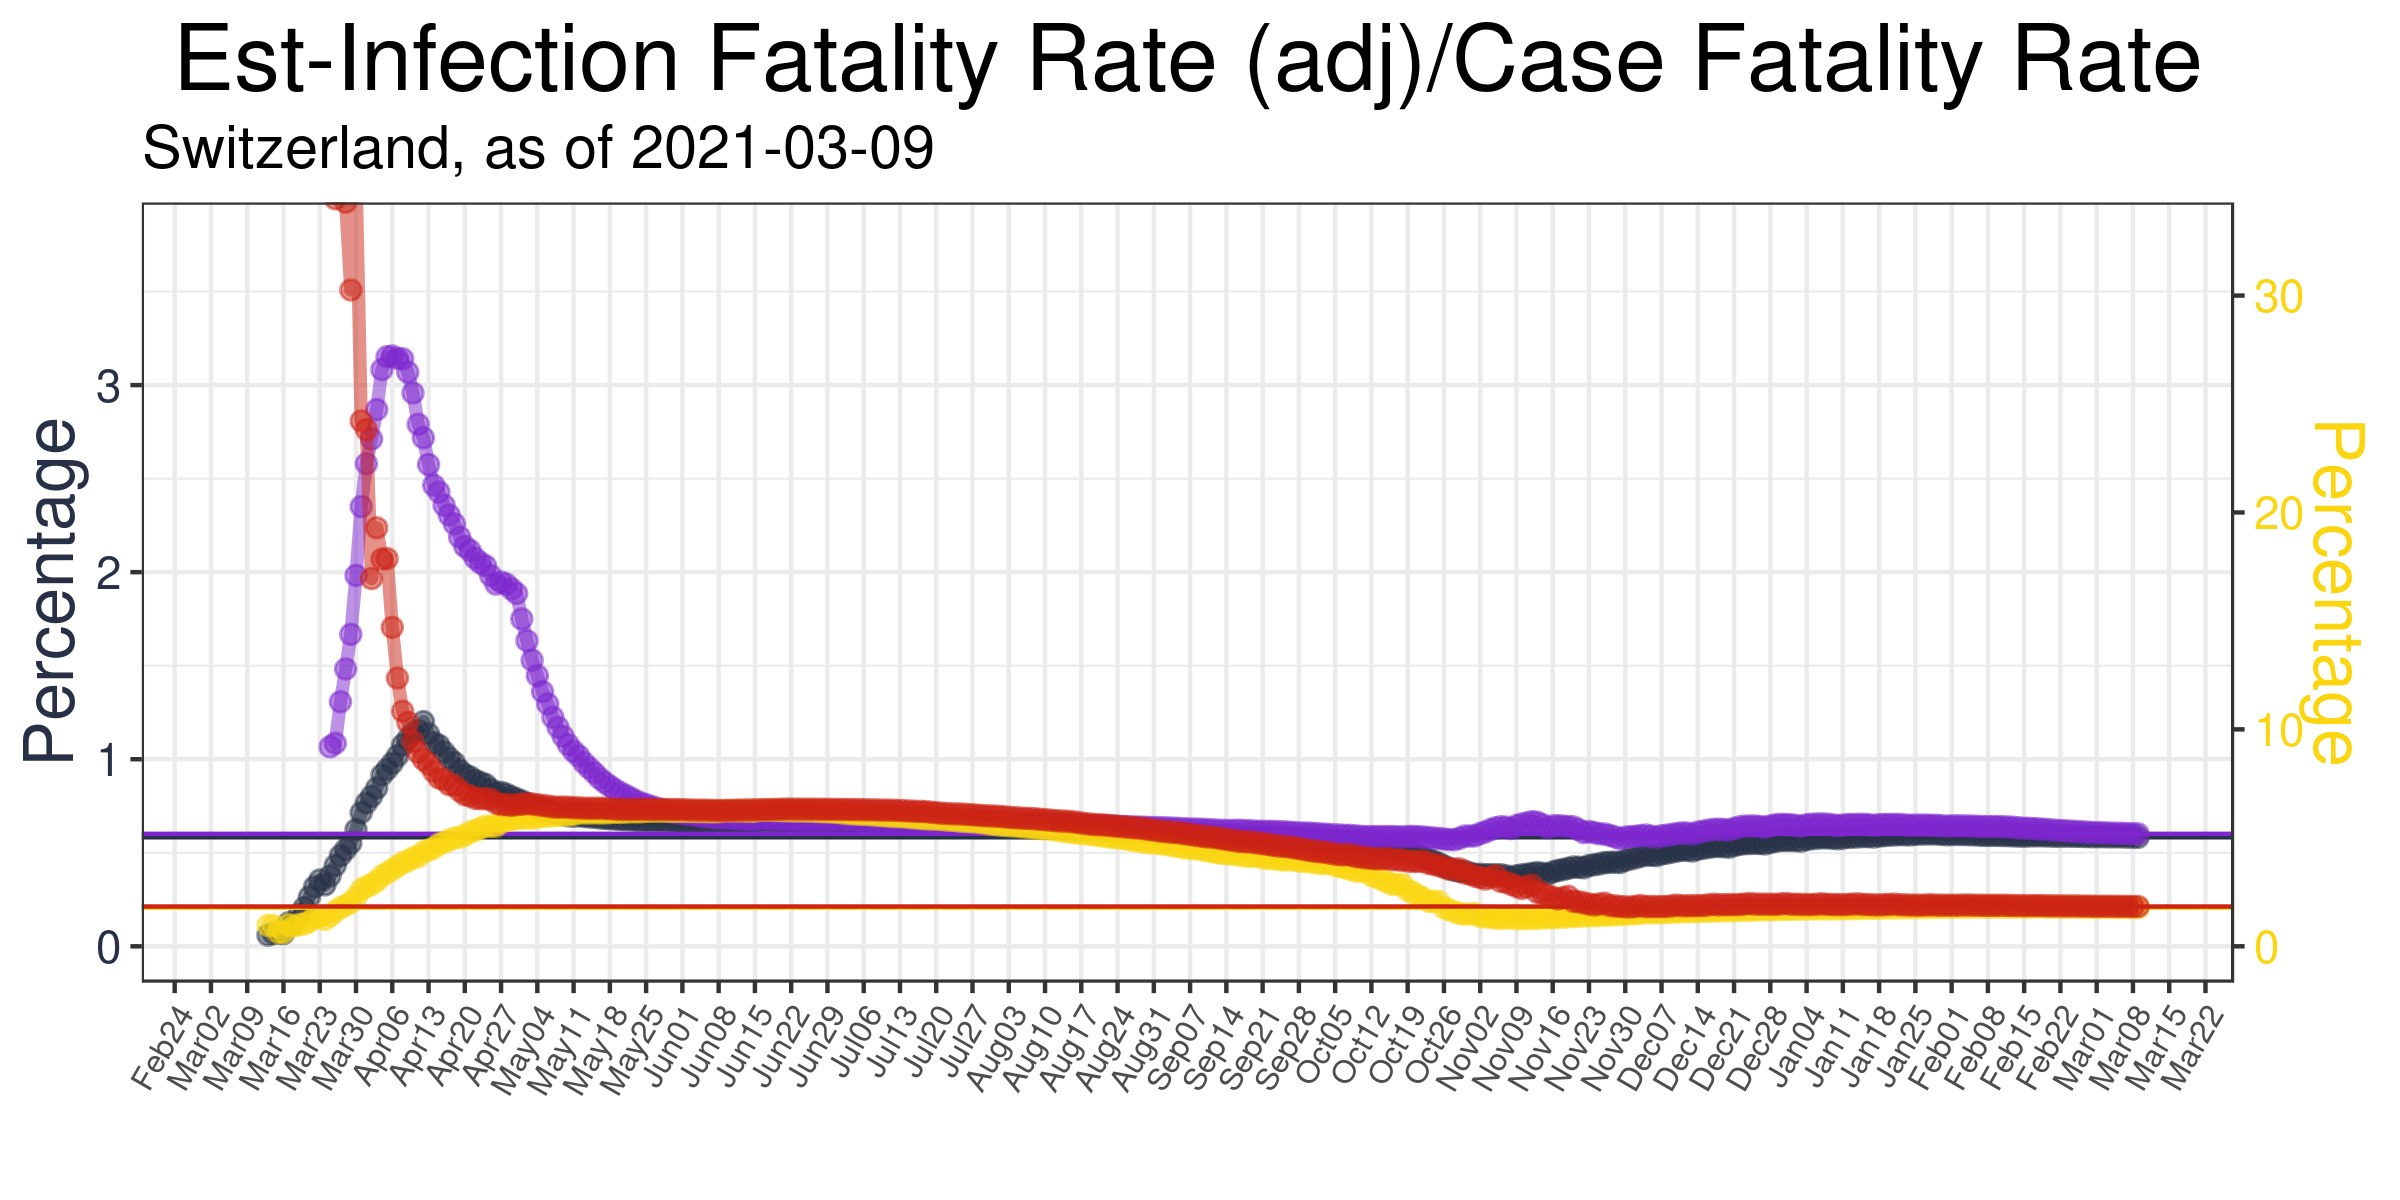 Est-Infection Fatality Rate (adj)/Case Fatality Rate
Switzerland, as of 2021-03-09
Percentage
3
2
1
0
30
20
10
0
Percentage
Feb24
Mar02
Mar09
Mar16
Mar23
Mar30
Apr06
Apr13
Apr20
Apr27
May04
May11
May18
May25
Jun01
Jun08
Jun15
Jun22
Jun29
Jul06
Jul13
Jul20
Jul27
Aug03
Aug10
Aug17
Aug24
Aug31
Sep07
Sep14
Sep21
Sep28
Oct05
Oct12
Oct19
Oct26
Nov02
Nov09
Nov16
Nov23
Nov30
Dec07
Dec14
Dec21
Dec28
Jan04
Jan11
Jan18
Jan25
Feb01
Feb08
Feb15
Feb22
Mar01
Mar08
Mar15
Mar22